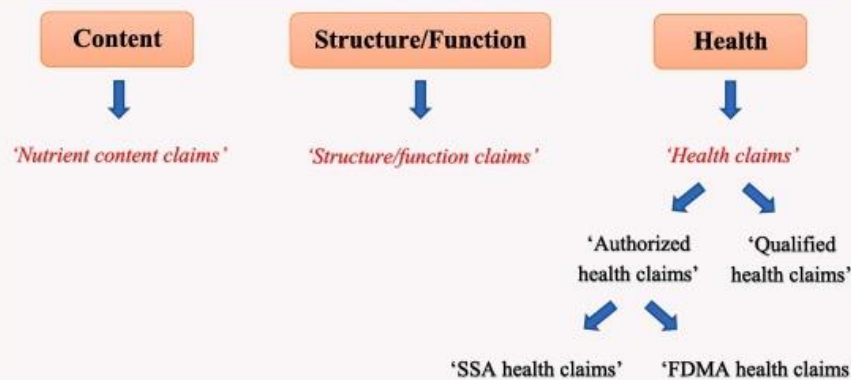 Content
Structure/Function
Health
‘Nutrient content claims’
‘Structure/function claims’
‘Health claims’
‘Authorized
health claims’
‘Qualified
health claims’
‘SSA health claims’
‘FDMA health claims